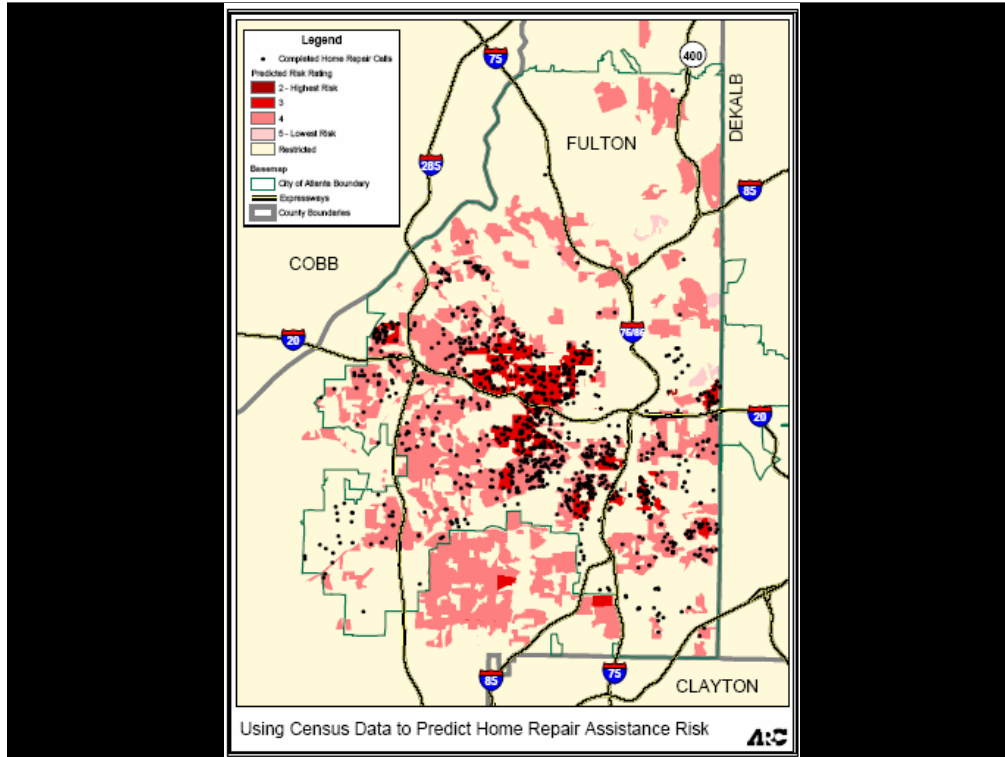 Legend
Completed Home Repair Calls
Predicted Risk Rating
2 - Highest Risk
3
4
5 - Lowest Risk
Restricted
Basemap
City of Atlanta Boundary
Expressways
County Boundaries
75
400
DEKALB
FULTON
285
85
COBB
75/85
20
20
85
75
CLAYTON
Using Census Data to Predict Home Repair Assistance Risk
ARC